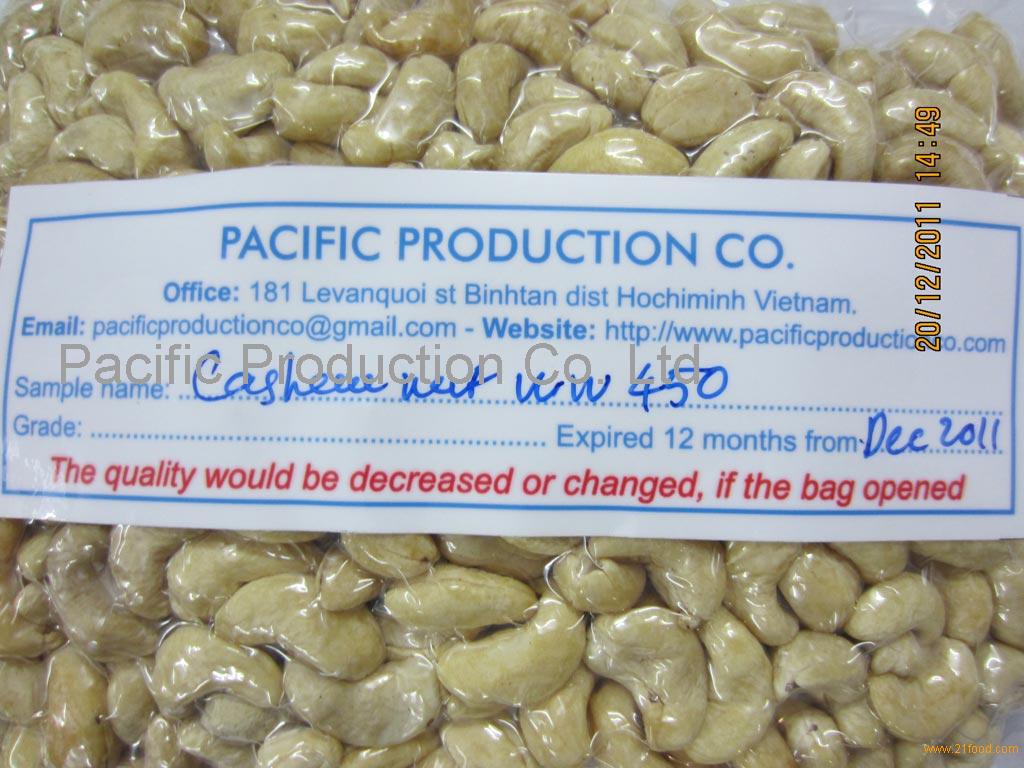 PACIFIC PRODUCTION CO.
Office: 181 Levanquoi st Binhtan dist Hochiminh Vietnam.
Email: pacificproductionco@gmail.com - Website: http://www.pacificproductionco.com
Pacific Production Co., Ltd
Sample name: Cashew nut WW 450
Grade: Expired 12 months from Dec 2011
The quality would be decreased or changed, if the bag opened
20/12/2011 14:49
www.21food.com